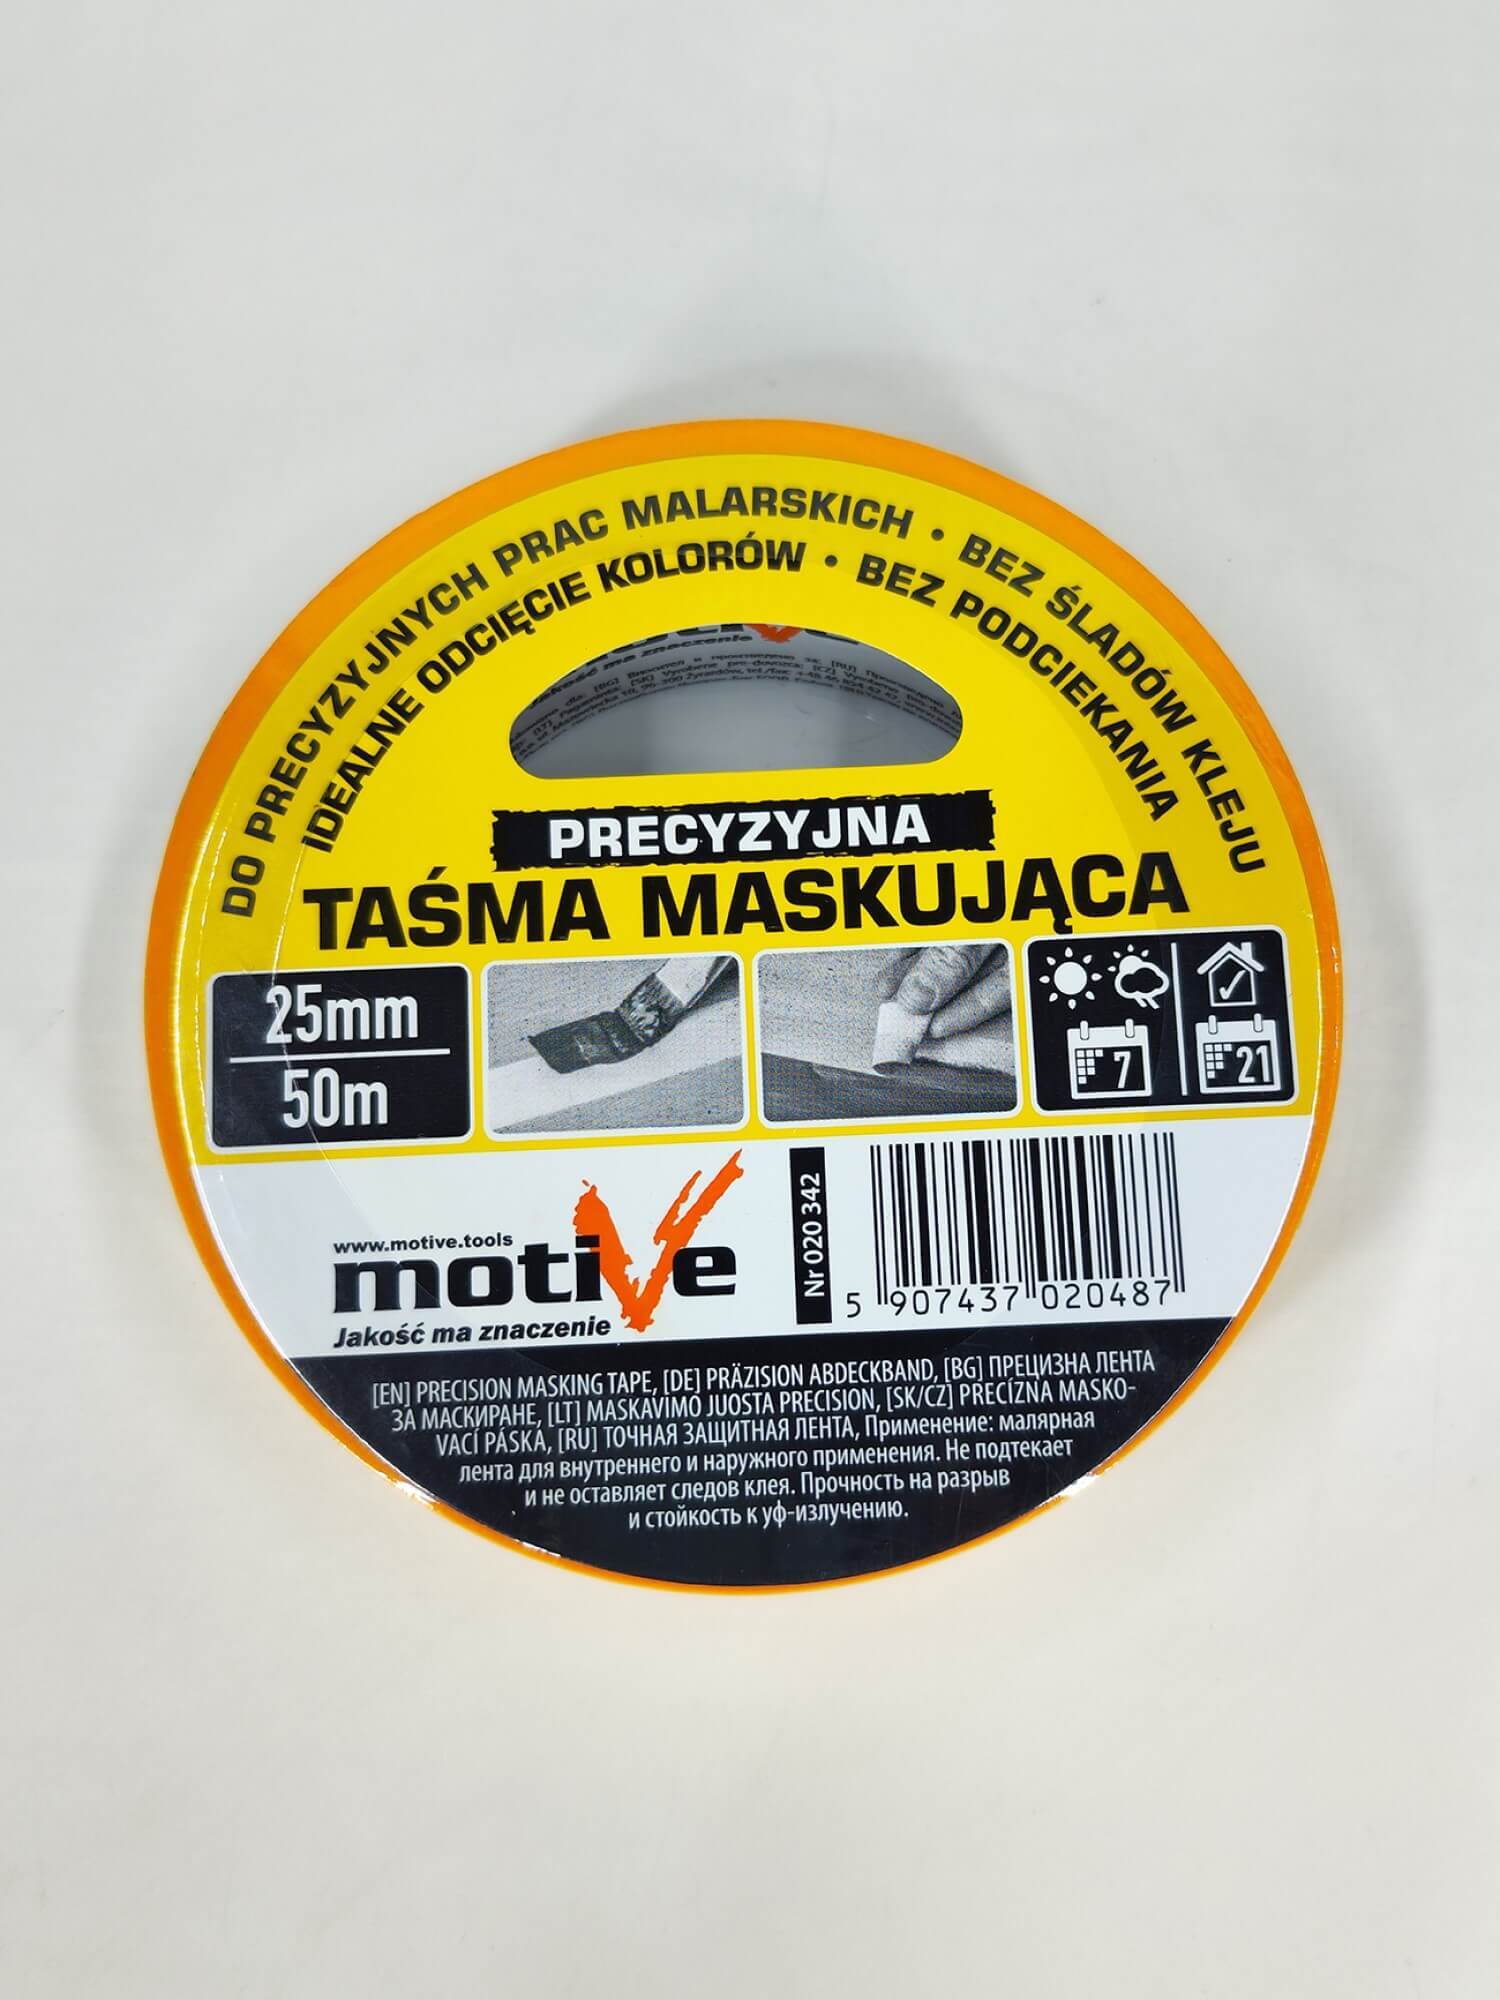 DO PRECYZYJNYCH PRAC MALARSKICH • BEZ ŚLADÓW KLEJU
IDEALNE ODCIĘCIE KOLORÓW • BEZ PODCIEKANIA
Jakość ma znaczenie
PRECYZYJNA
TAŚMA MASKUJĄCA
25mm
50m
7
21
www.motive.tools
motive
Jakość ma znaczenie
Nr 020 342
5 907437 020487
[EN] PRECISION MASKING TAPE, [DE] PRÄZISION ABDECKBAND, [BG] ПРЕЦИЗНА ЛЕНТА
ЗА МАСКИРАНЕ, [LT] MASKAVIMO JUOSTA PRECISION, [SK/CZ] PRECÍZNA MASKO-
VACÍ PÁSKA, [RU] ТОЧНАЯ ЗАЩИТНАЯ ЛЕНТА, Применение: малярная
лента для внутреннего и наружного применения. Не подтекает
и не оставляет следов клея. Прочность на разрыв
и стойкость к уф-излучению.